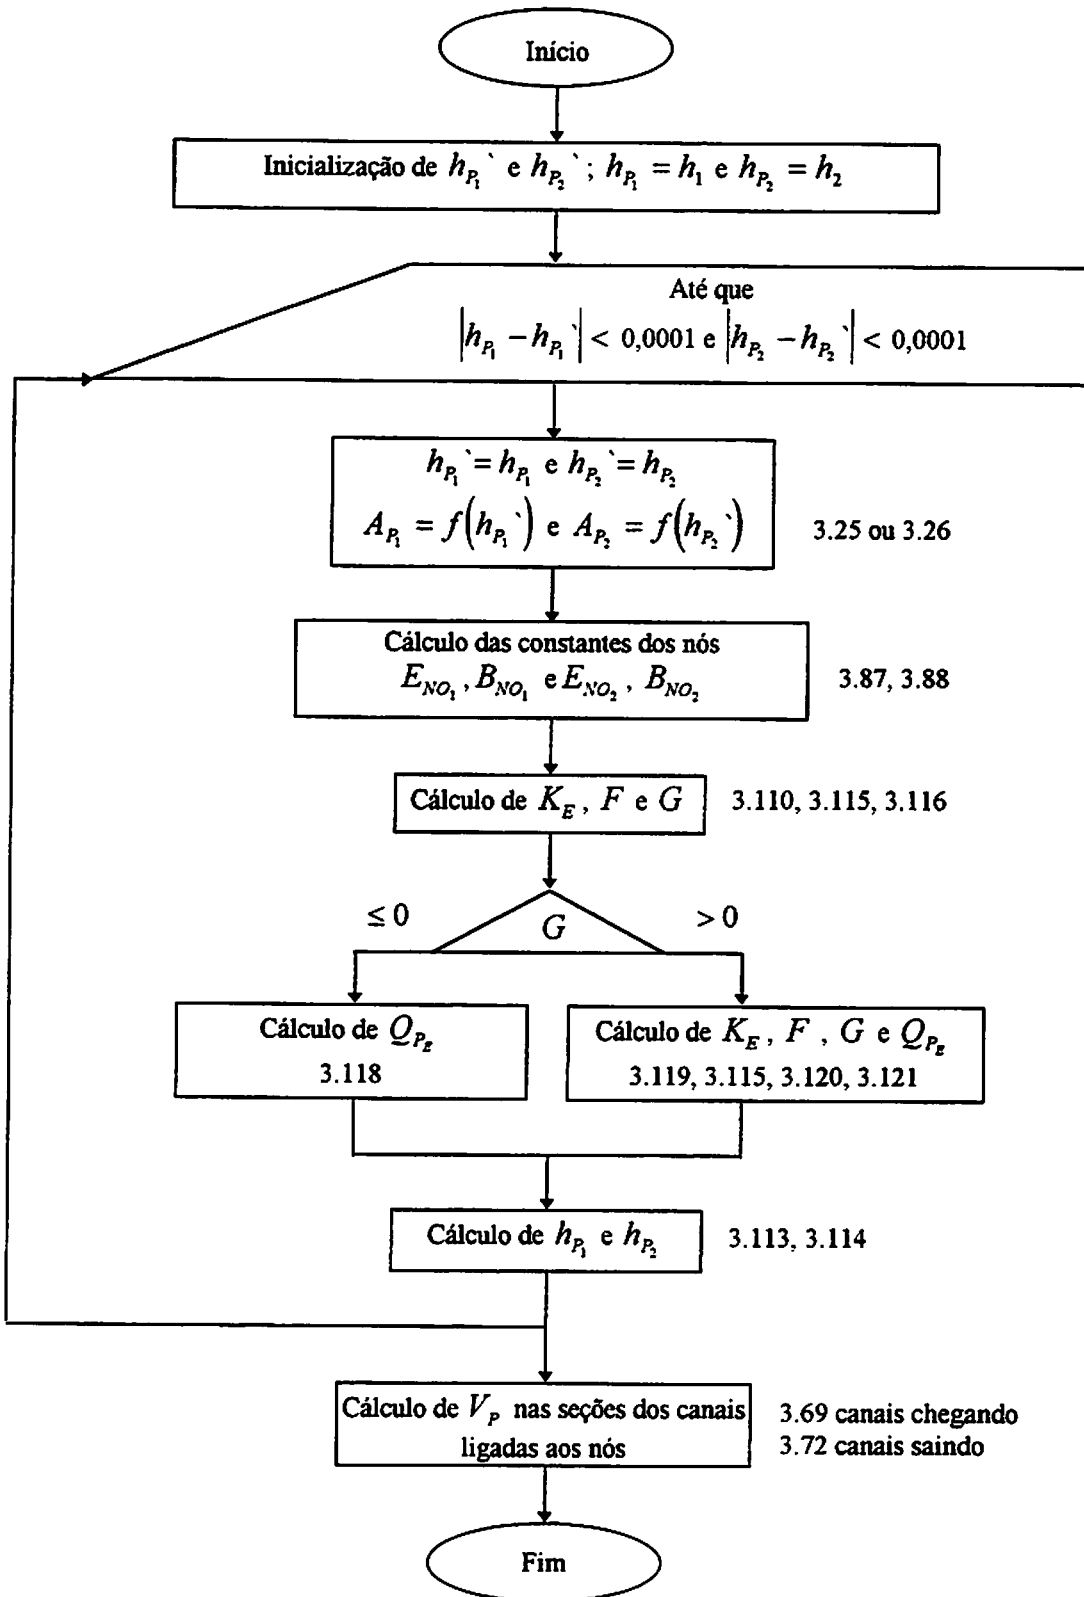 Início
Inicialização de h_{P_1}` e h_{P_2}` ; h_{P_1} = h_1 e h_{P_2} = h_2
Até que
|h_{P_1} − h_{P_1}`| < 0,0001 e |h_{P_2} − h_{P_2}`| < 0,0001
h_{P_1}` = h_{P_1} e h_{P_2}` = h_{P_2}
A_{P_1} = f(h_{P_1}`) e A_{P_2} = f(h_{P_2}`)
3.25 ou 3.26
Cálculo das constantes dos nós
E_{NO_1}, B_{NO_1} e E_{NO_2}, B_{NO_2}
3.87, 3.88
Cálculo de K_E, F e G
3.110, 3.115, 3.116
≤ 0
G
> 0
Cálculo de Q_{P_E}
3.118
Cálculo de K_E, F, G e Q_{P_E}
3.119, 3.115, 3.120, 3.121
Cálculo de h_{P_1} e h_{P_2}
3.113, 3.114
Cálculo de V_P nas seções dos canais
ligadas aos nós
3.69 canais chegando
3.72 canais saindo
Fim